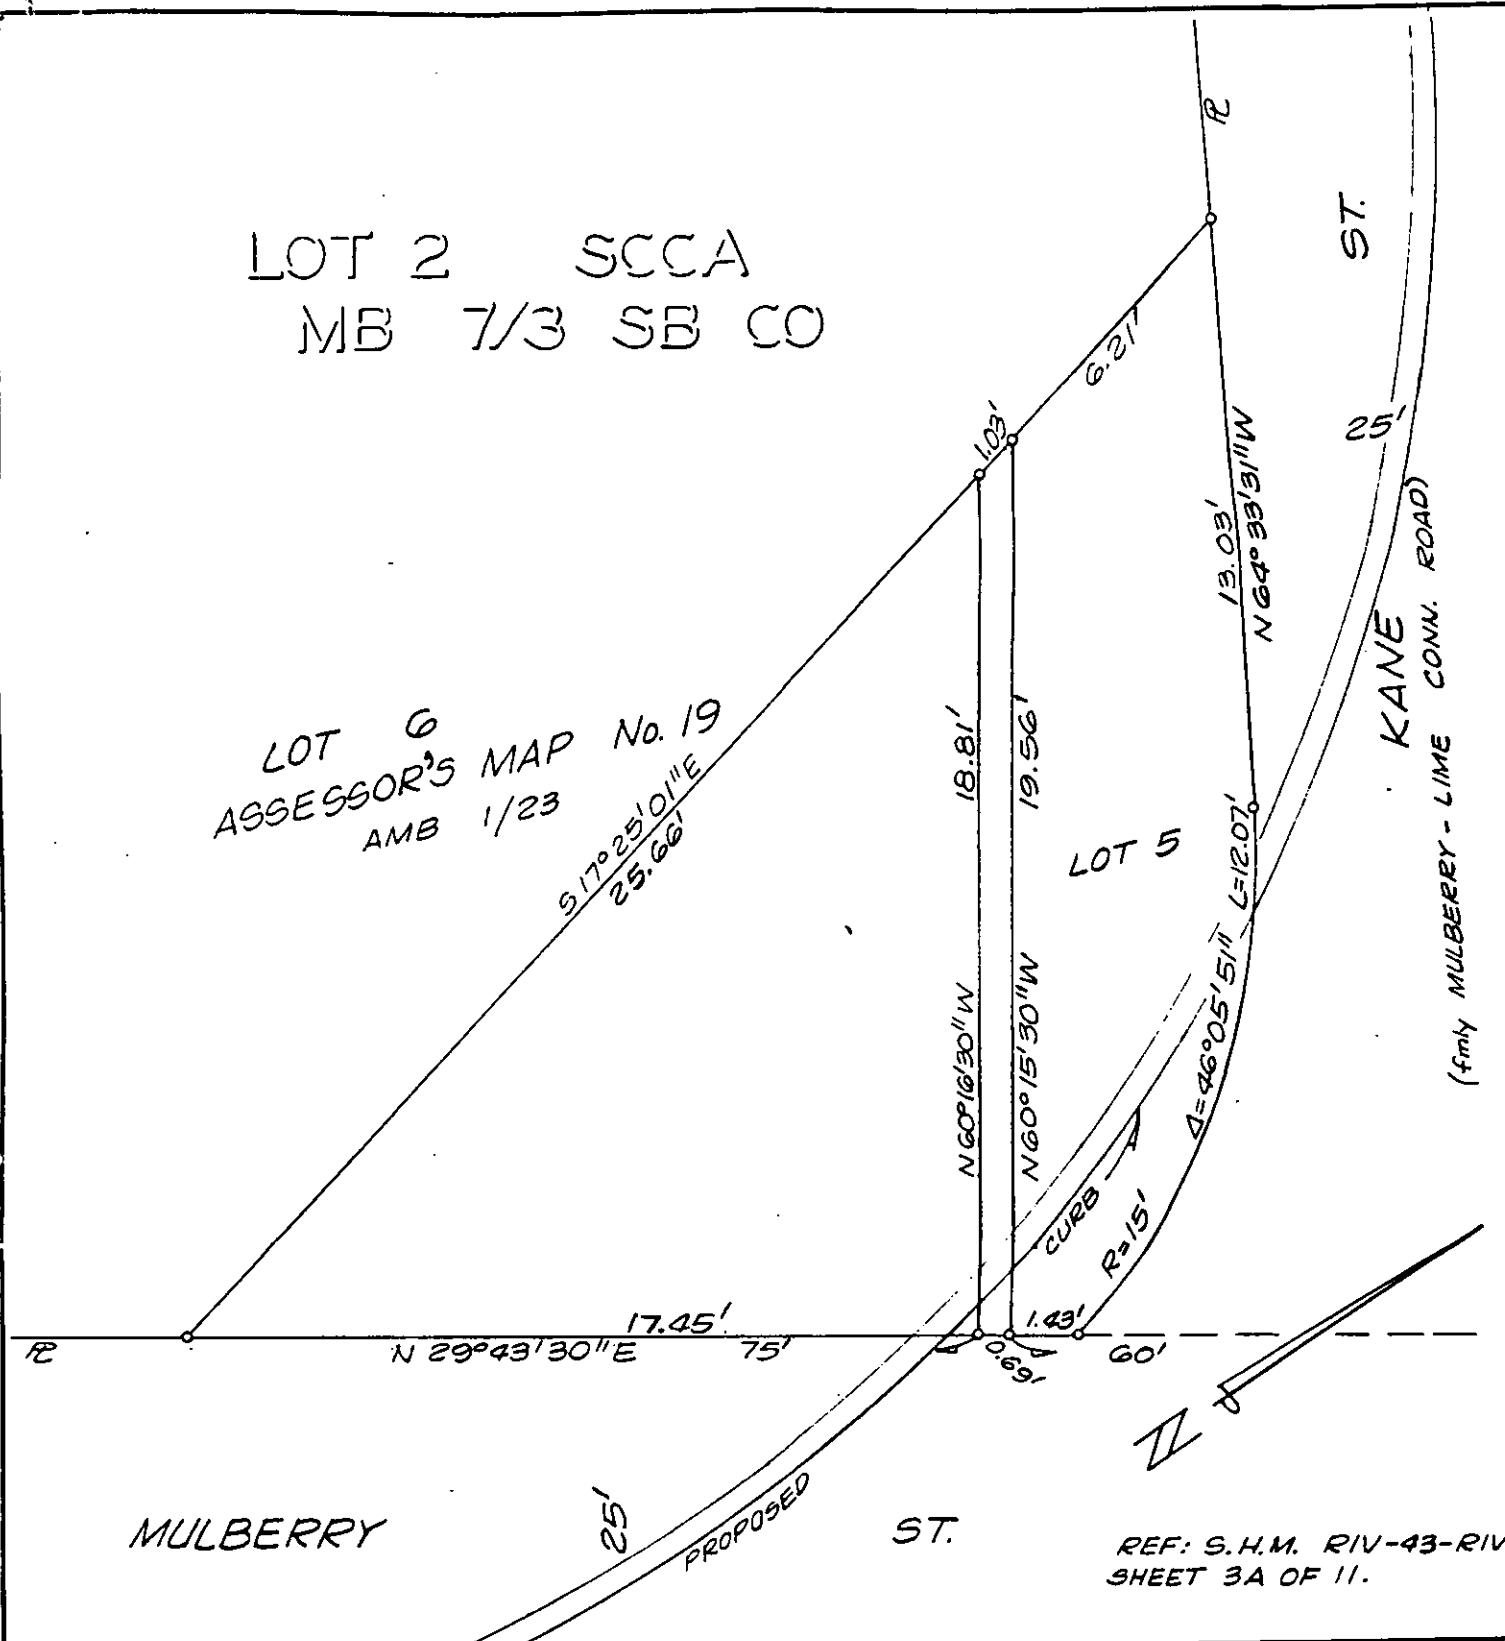 LOT 2 SCCA
MB 7/3 SB CO
ST.
25'
6.21'
1.03'
13.03'
N 64° 33' 31" W
KANE
(fmly MULBERRY - LIME CONN. ROAD)
LOT 6
ASSESSOR'S MAP No. 19
AMB 1/23
S 17° 25' 01" E
25.66'
18.81'
19.56'
LOT 5
L=12.07'
Δ=46° 05' 51"
R=15'
N 60° 16' 30" W
N 60° 15' 30" W
CURB
17.45'
1.43'
N 29° 43' 30" E
75'
0.69'
60'
N
MULBERRY
25'
PROPOSED
ST.
REF: S.H.M. RIV-43-RIV
SHEET 3A OF 11.